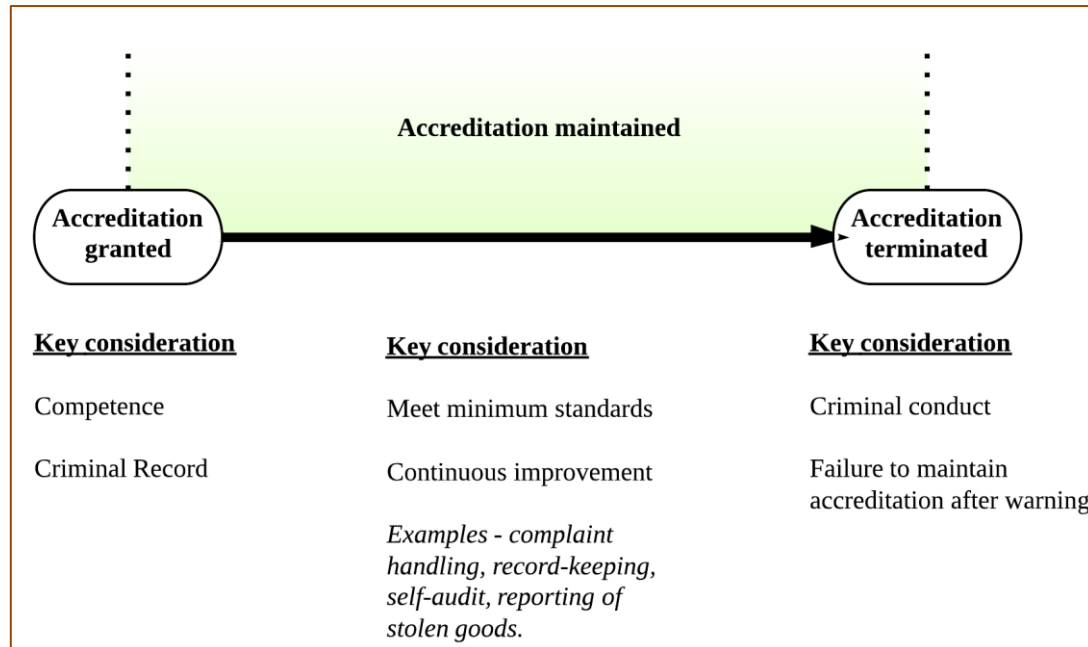 Accreditation maintained
Accreditation
granted
Accreditation
terminated
Key consideration
Competence
Criminal Record
Key consideration
Meet minimum standards
Continuous improvement
Examples - complaint
handling, record-keeping,
self-audit, reporting of
stolen goods.
Key consideration
Criminal conduct
Failure to maintain
accreditation after warning